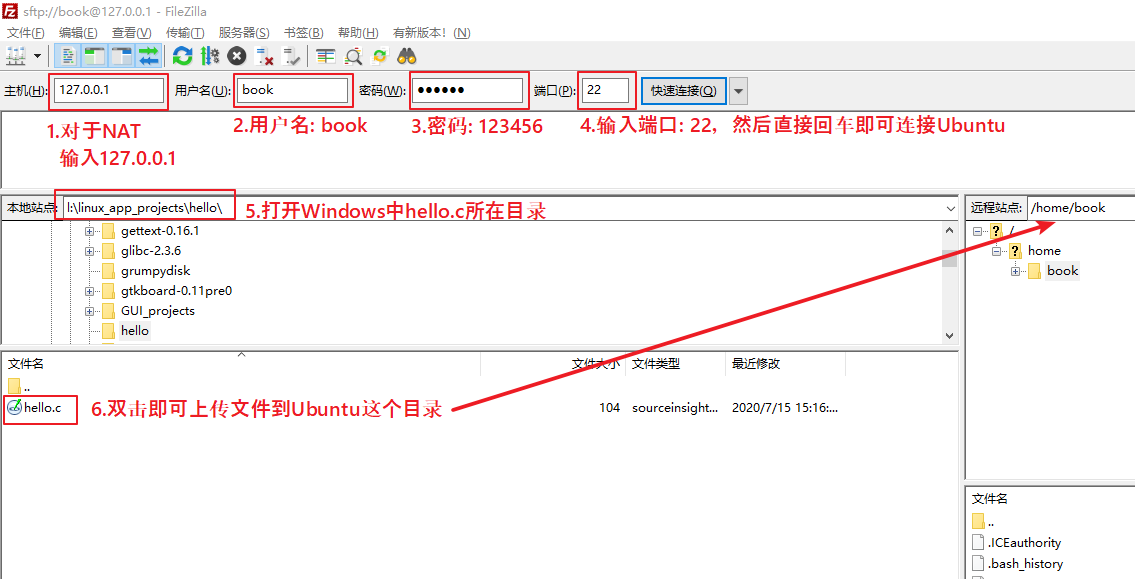 sftp://book@127.0.0.1 - FileZilla
文件(F) 编辑(E) 查看(V) 传输(T) 服务器(S) 书签(B) 帮助(H) 有新版本! (N)
主机(H): 127.0.0.1 用户名(U): book 密码(W): ●●●●●● 端口(P): 22 快速连接(Q)
1.对于NAT
输入127.0.0.1
2.用户名: book
3.密码: 123456
4.输入端口: 22, 然后直接回车即可连接Ubuntu
本地站点: I:\linux_app_projects\hello\
5.打开Windows中hello.c所在目录
gettext-0.16.1
glibc-2.3.6
grumpydisk
gtkboard-0.11pre0
GUI_projects
hello
远程站点: /home/book
/
home
book
文件名 文件大小 文件类型 最近修改
..
hello.c 104 sourceinsight... 2020/7/15 15:16:...
6.双击即可上传文件到Ubuntu这个目录
文件名
..
.ICEauthority
.bash_history